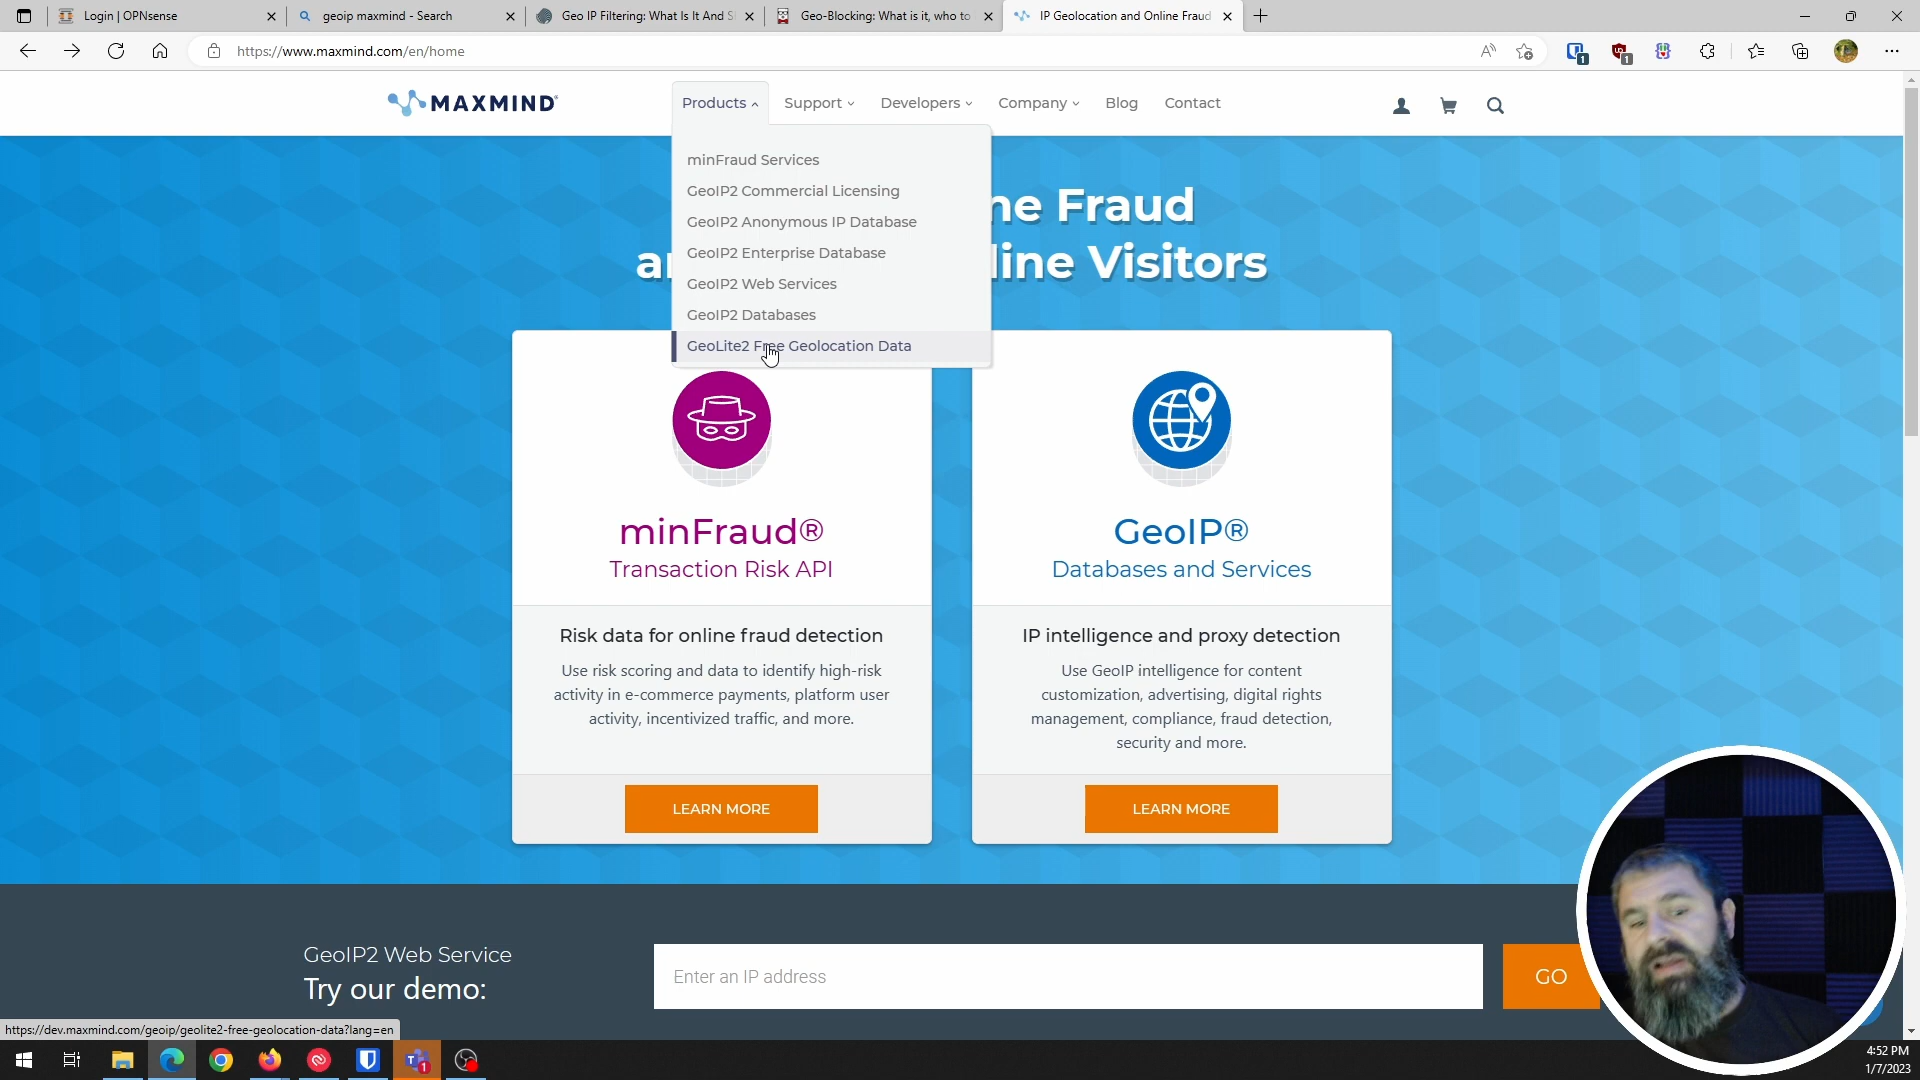 Login | OPNsense
geoip maxmind - Search
Geo IP Filtering: What Is It And S
Geo-Blocking: What is it, who to
IP Geolocation and Online Fraud
https://www.maxmind.com/en/home
1
1
MAXMIND
Products
Support
Developers
Company
Blog
Contact
minFraud Services
GeoIP2 Commercial Licensing
GeoIP2 Anonymous IP Database
GeoIP2 Enterprise Database
GeoIP2 Web Services
GeoIP2 Databases
GeoLite2 Free Geolocation Data
ne Fraud
line Visitors
minFraud®
Transaction Risk API
Risk data for online fraud detection
Use risk scoring and data to identify high-risk
activity in e-commerce payments, platform user
activity, incentivized traffic, and more.
LEARN MORE
GeoIP®
Databases and Services
IP intelligence and proxy detection
Use GeoIP intelligence for content
customization, advertising, digital rights
management, compliance, fraud detection,
security and more.
LEARN MORE
GeoIP2 Web Service
Try our demo:
Enter an IP address
GO
https://dev.maxmind.com/geoip/geolite2-free-geolocation-data?lang=en
4:52 PM
1/7/2023